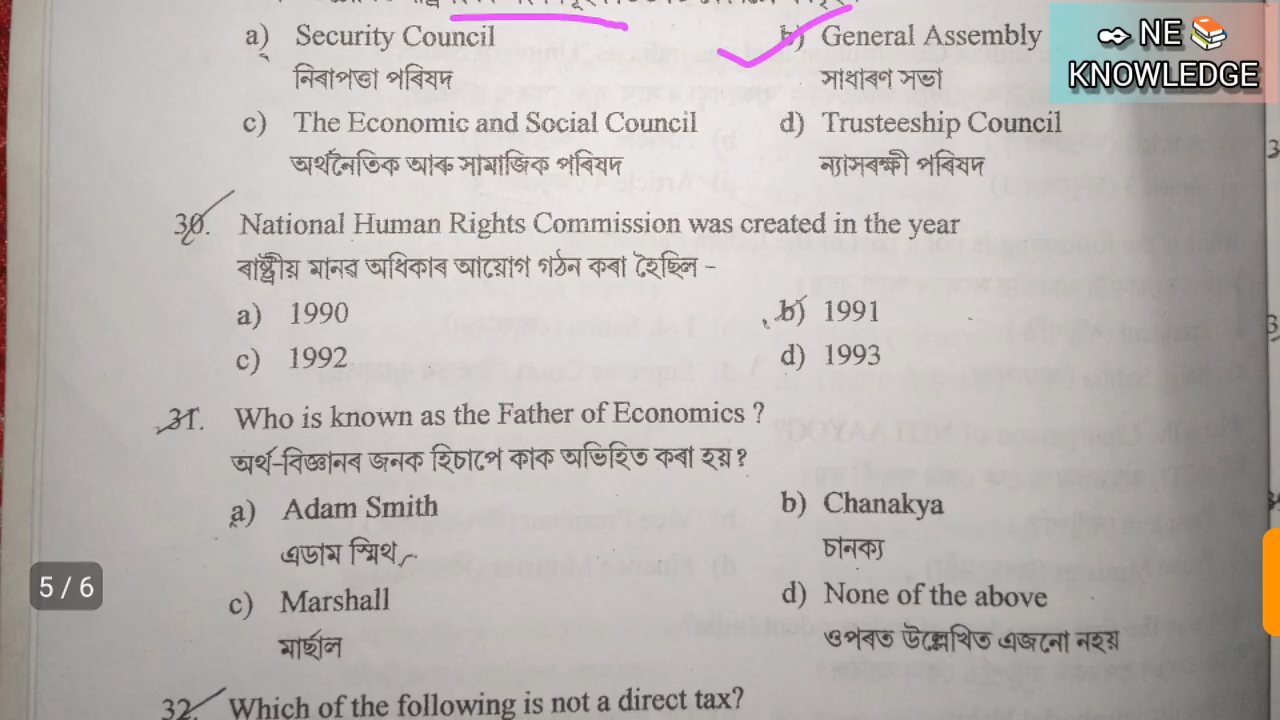 a) Security Council
b) General Assembly
নিৰাপত্তা পৰিষদ
সাধাৰণ সভা
c) The Economic and Social Council
d) Trusteeship Council
অৰ্থনৈতিক আৰু সামাজিক পৰিষদ
ন্যাসৰক্ষী পৰিষদ
30. National Human Rights Commission was created in the year
ৰাষ্ট্ৰীয় মানৱ অধিকাৰ আয়োগ গঠন কৰা হৈছিল –
a) 1990
b) 1991
c) 1992
d) 1993
31. Who is known as the Father of Economics ?
অৰ্থ-বিজ্ঞানৰ জনক হিচাপে কাক অভিহিত কৰা হয় ?
a) Adam Smith
b) Chanakya
এডাম স্মিথ
চানক্য
c) Marshall
d) None of the above
মাৰ্ছাল
ওপৰত উল্লেখিত এজনো নহয়
32. Which of the following is not a direct tax?
NE
KNOWLEDGE
5 / 6